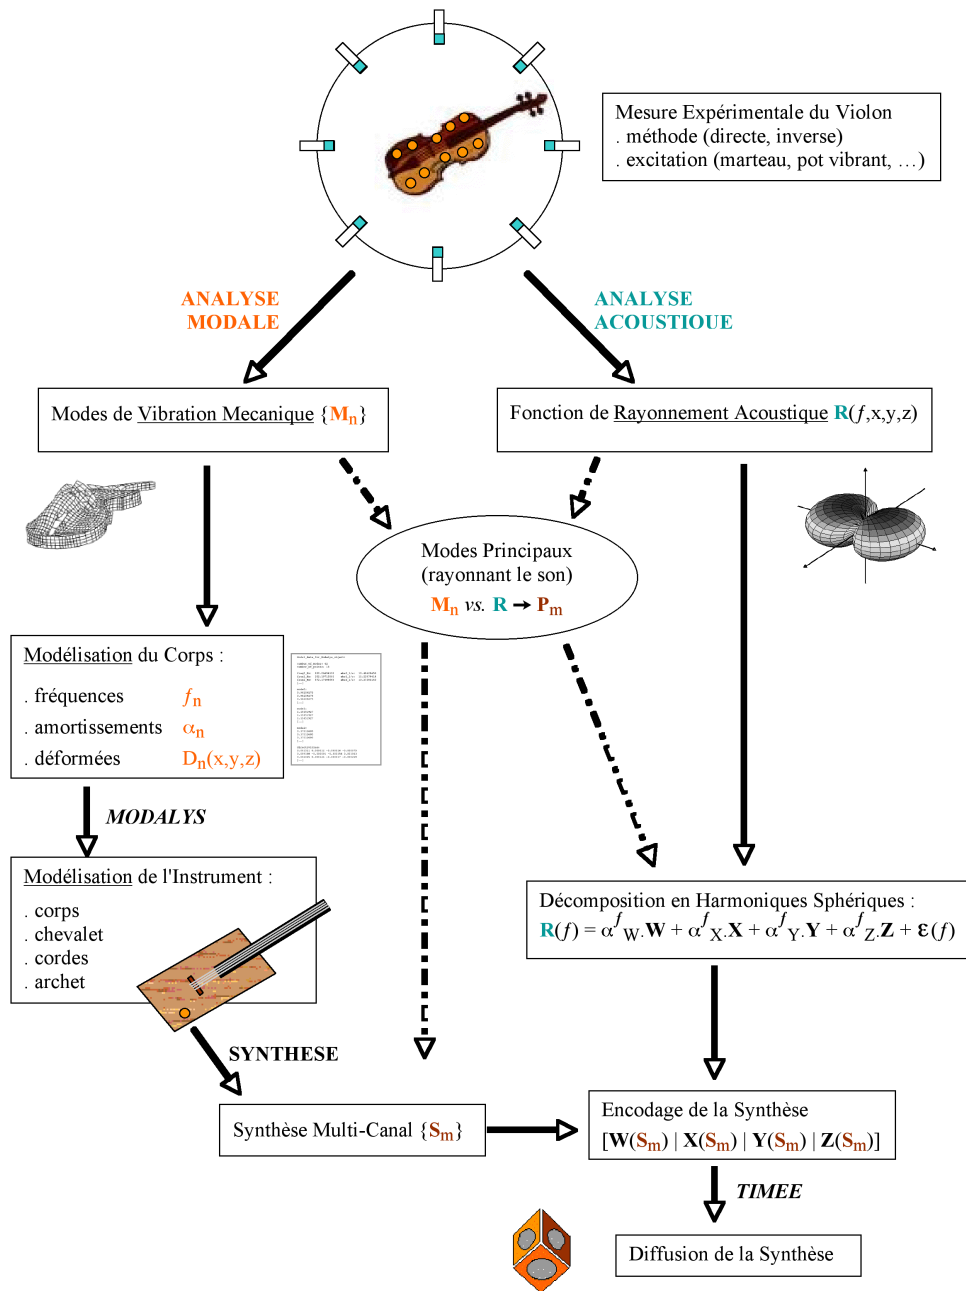 Mesure Expérimentale du Violon
. méthode (directe, inverse)
. excitation (marteau, pot vibrant, …)
ANALYSE
MODALE
ANALYSE
ACOUSTIQUE
Modes de Vibration Mecanique {Mn}
Fonction de Rayonnement Acoustique R(f,x,y,z)
Modes Principaux
(rayonnant le son)
Mn vs. R → Pm
Modélisation du Corps :
. fréquences fn
. amortissements αn
. déformées Dn(x,y,z)
MODALYS
Modélisation de l'Instrument :
. corps
. chevalet
. cordes
. archet
Décomposition en Harmoniques Sphériques :
R(f) = αfW.W + αfX.X + αfY.Y + αfZ.Z + ε(f)
SYNTHESE
Synthèse Multi-Canal {Sm}
Encodage de la Synthèse
[W(Sm) | X(Sm) | Y(Sm) | Z(Sm)]
TIMEE
Diffusion de la Synthèse